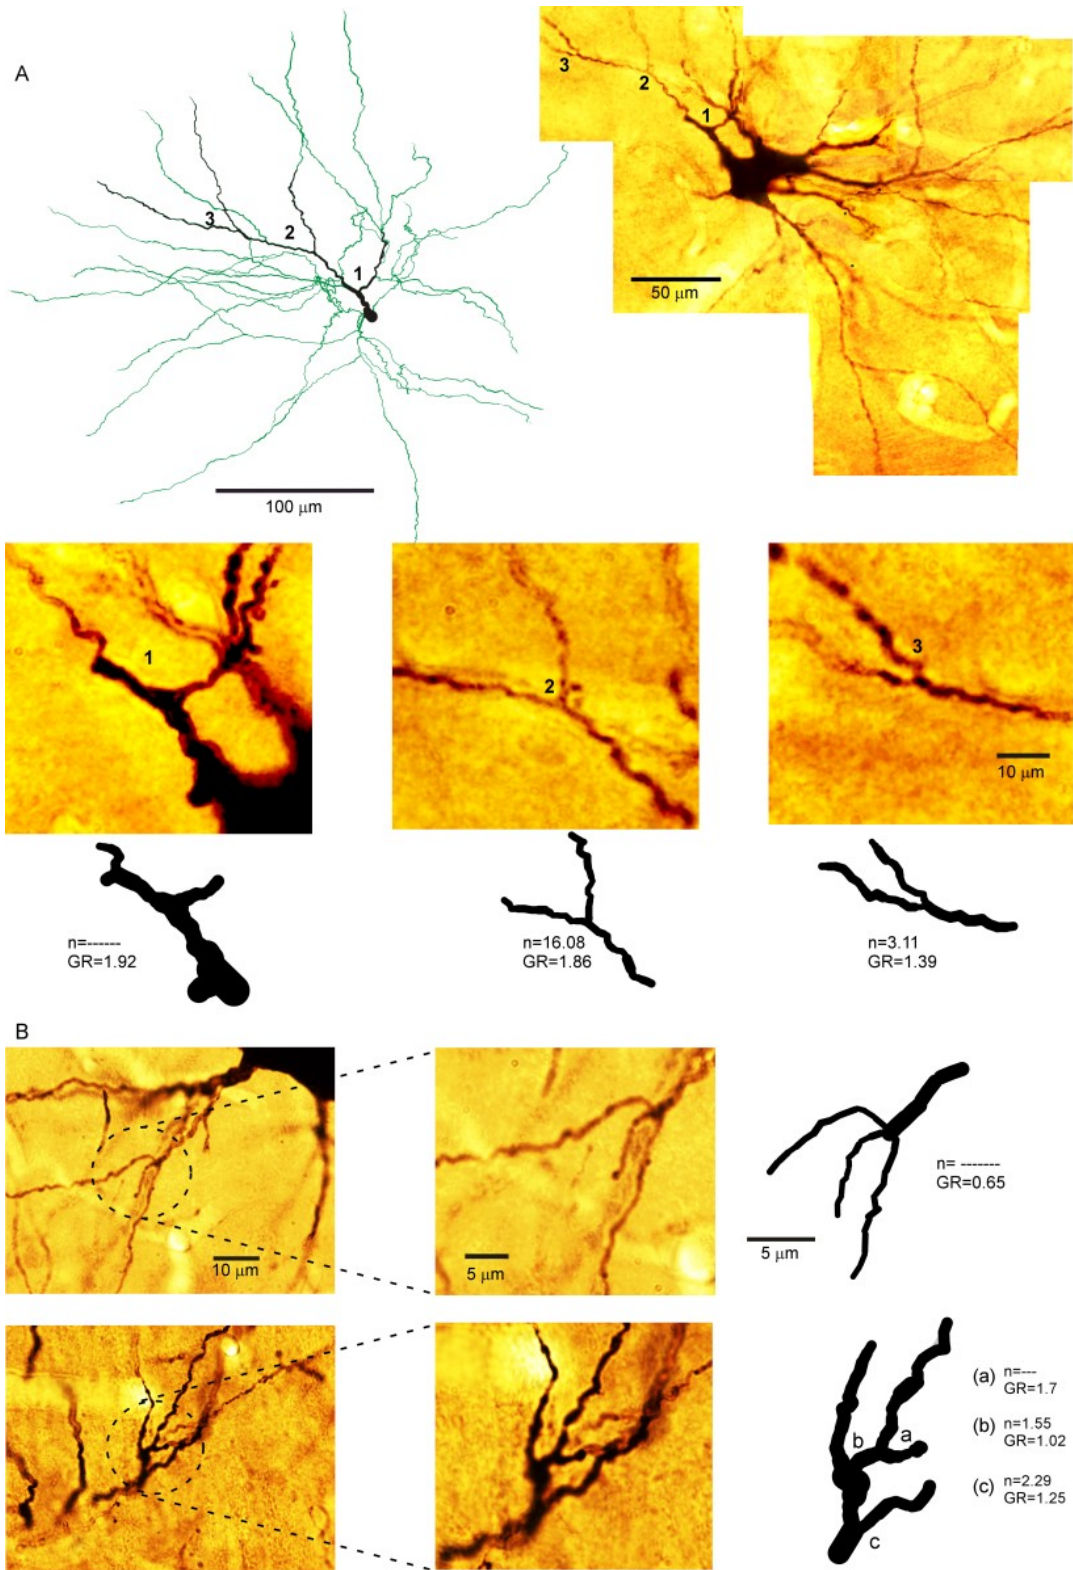 A
3
2
1
100 μm
3
2
1
50 μm
1
2
3
10 μm
n=------
GR=1.92
n=16.08
GR=1.86
n=3.11
GR=1.39
B
10 μm
5 μm
n= -------
GR=0.65
5 μm
b
a
c
(a) n=---
GR=1.7
(b) n=1.55
GR=1.02
(c) n=2.29
GR=1.25